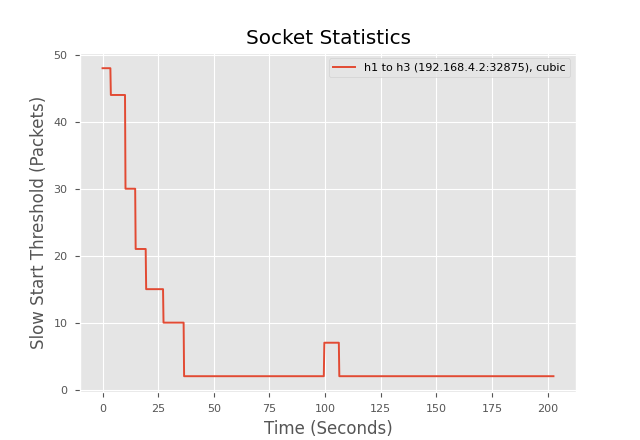 Socket Statistics
h1 to h3 (192.168.4.2:32875), cubic
Slow Start Threshold (Packets)
50
40
30
20
10
0
0 25 50 75 100 125 150 175 200
Time (Seconds)